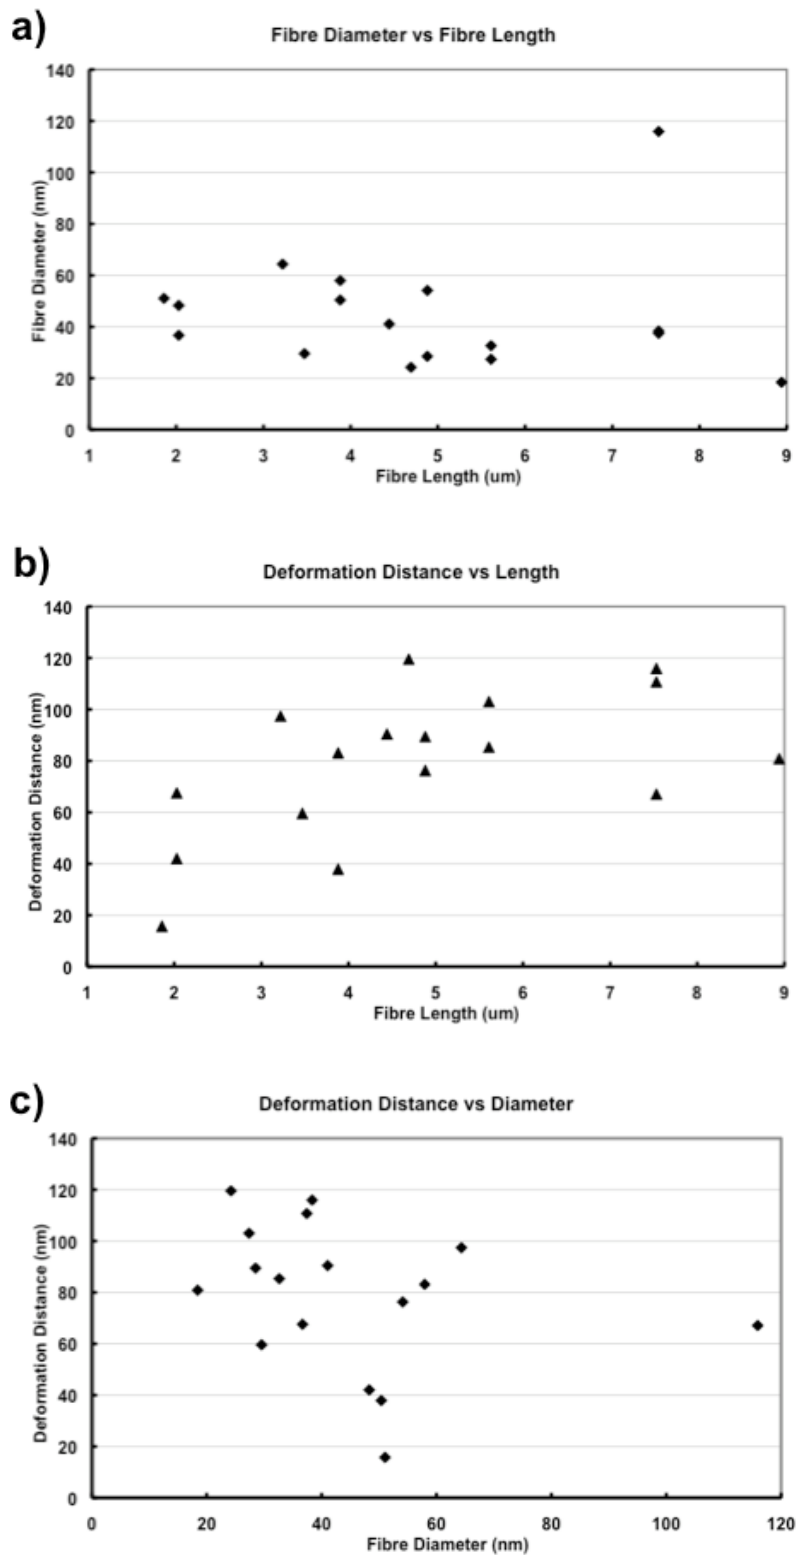 a)
Fibre Diameter vs Fibre Length
Fibre Diameter (nm)
140
120
100
80
60
40
20
0
1 2 3 4 5 6 7 8 9
Fibre Length (um)
b)
Deformation Distance vs Length
Deformation Distance (nm)
140
120
100
80
60
40
20
0
1 2 3 4 5 6 7 8 9
Fibre Length (um)
c)
Deformation Distance vs Diameter
Deformation Distance (nm)
140
120
100
80
60
40
20
0
0 20 40 60 80 100 120
Fibre Diameter (nm)